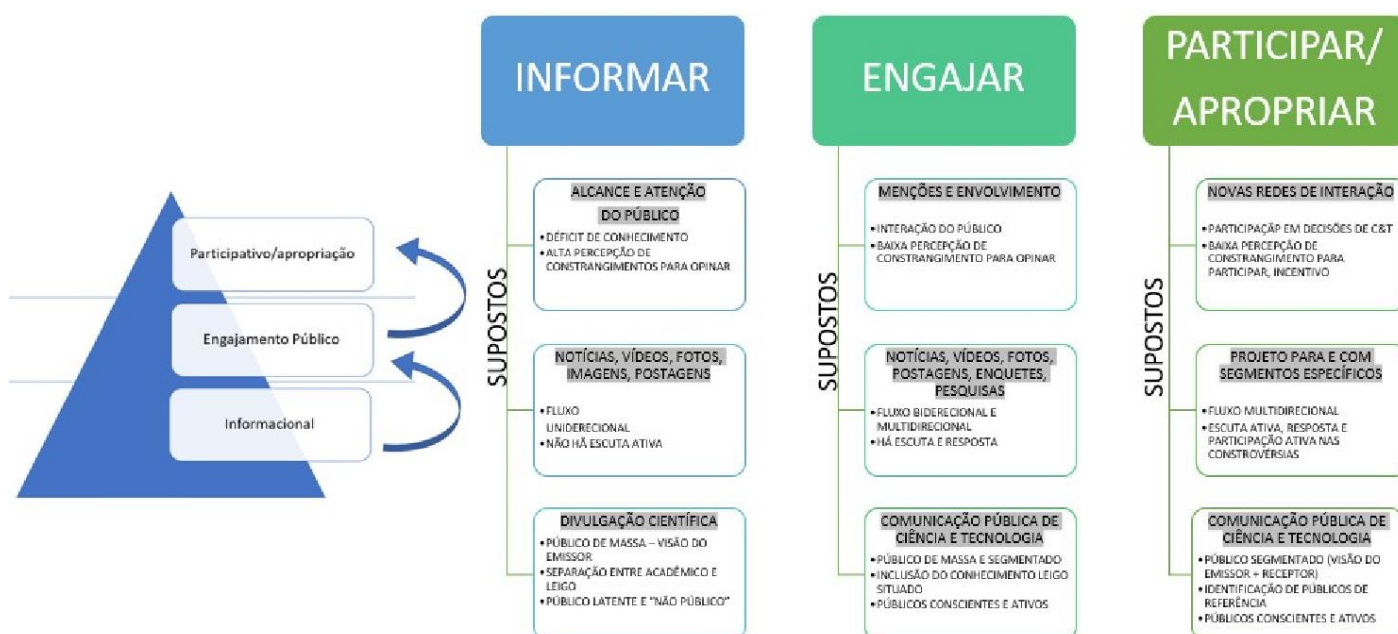 Participativo/apropriação
Engajamento Público
Informacional
INFORMAR
SUPOSTOS
ALCANCE E ATENÇÃO
DO PÚBLICO
•DÉFICIT DE CONHECIMENTO
•ALTA PERCEPÇÃO DE
CONSTRANGIMENTOS PARA OPINAR
NOTÍCIAS, VÍDEOS, FOTOS,
IMAGENS, POSTAGENS
•FLUXO
UNIDERECIONAL
•NÃO HÁ ESCUTA ATIVA
DIVULGAÇÃO CIENTÍFICA
•PÚBLICO DE MASSA – VISÃO DO
EMISSOR
•SEPARAÇÃO ENTRE ACADÊMICO E
LEIGO
•PÚBLICO LATENTE E “NÃO PÚBLICO”
ENGAJAR
SUPOSTOS
MENÇÕES E ENVOLVIMENTO
•INTERAÇÃO DO PÚBLICO
•BAIXA PERCEPÇÃO DE
CONSTRANGIMENTO PARA OPINAR
NOTÍCIAS, VÍDEOS, FOTOS,
POSTAGENS, ENQUETES,
PESQUISAS
•FLUXO BIDERECIONAL E
MULTIDIRECIONAL
•HÁ ESCUTA E RESPOSTA
COMUNICAÇÃO PÚBLICA DE
CIÊNCIA E TECNOLOGIA
•PÚBLICO DE MASSA E SEGMENTADO
•INCLUSÃO DO CONHECIMENTO LEIGO
SITUADO
•PÚBLICOS CONSCIENTES E ATIVOS
PARTICIPAR/
APROPRIAR
SUPOSTOS
NOVAS REDES DE INTERAÇÃO
•PARTICIPAÇÃP EM DECISÕES DE C&T
•BAIXA PERCEPÇÃO DE
CONSTRANGIMENTO PARA
PARTICIPAR, INCENTIVO
PROJETO PARA E COM
SEGMENTOS ESPECÍFICOS
•FLUXO MULTIDIRECIONAL
•ESCUTA ATIVA, RESPOSTA E
PARTICIPAÇÃO ATIVA NAS
CONSTROVÉRSIAS
COMUNICAÇÃO PÚBLICA DE
CIÊNCIA E TECNOLOGIA
•PÚBLICO SEGMENTADO (VISÃO DO
EMISSOR + RECEPTOR)
•IDENTIFICAÇÃO DE PÚBLICOS DE
REFERÊNCIA
•PÚBLICOS CONSCIENTES E ATIVOS